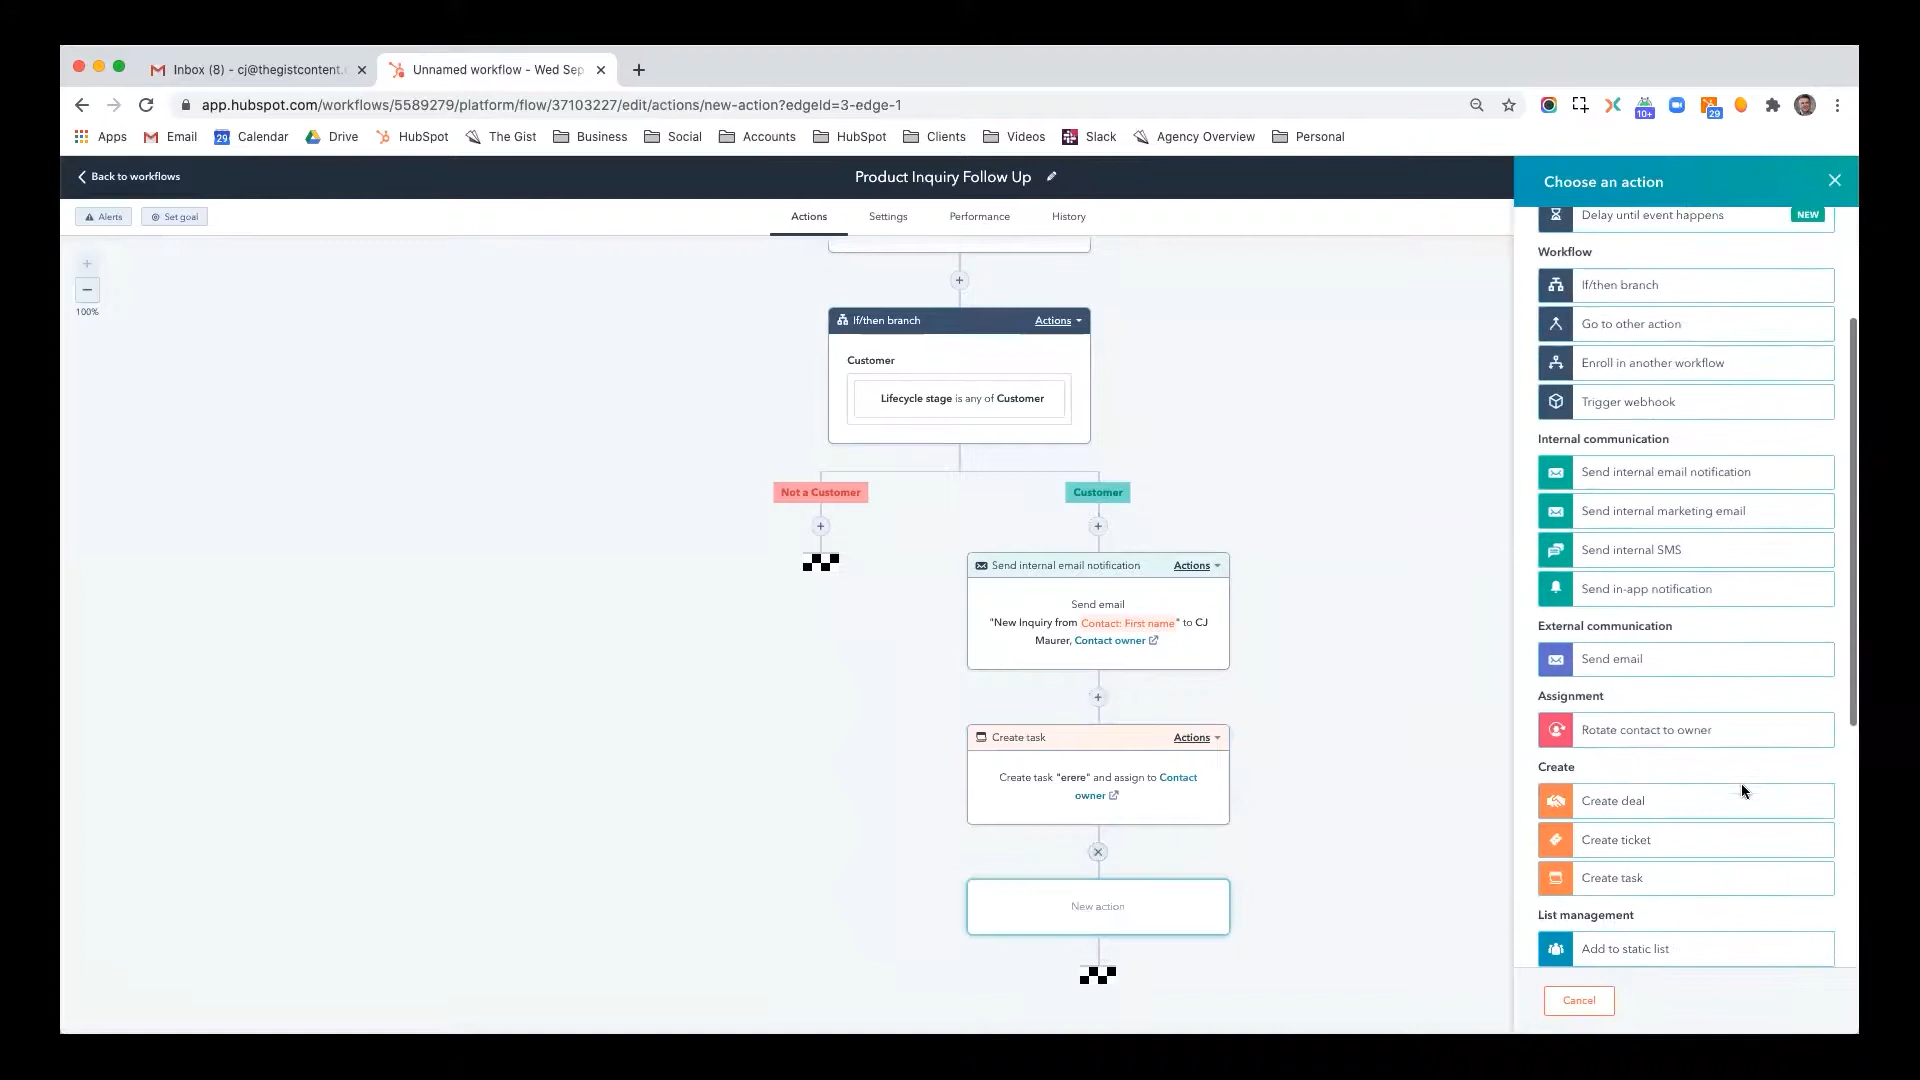 Inbox (8) - cj@thegistcontent.
Unnamed workflow - Wed Sep
app.hubspot.com/workflows/5589279/platform/flow/37103227/edit/actions/new-action?edgeId=3-edge-1
10+
29
Apps
Email
29
Calendar
Drive
HubSpot
The Gist
Business
Social
Accounts
HubSpot
Clients
Videos
Slack
Agency Overview
Personal
Back to workflows
Product Inquiry Follow Up
Alerts
Set goal
Actions
Settings
Performance
History
100%
If/then branch
Actions
Customer
Lifecycle stage is any of Customer
Not a Customer
Customer
Send internal email notification
Actions
Send email
"New Inquiry from Contact: First name" to CJ
Maurer, Contact owner
Create task
Actions
Create task "erere" and assign to Contact
owner
New action
Choose an action
Delay until event happens
NEW
Workflow
If/then branch
Go to other action
Enroll in another workflow
Trigger webhook
Internal communication
Send internal email notification
Send internal marketing email
Send internal SMS
Send in-app notification
External communication
Send email
Assignment
Rotate contact to owner
Create
Create deal
Create ticket
Create task
List management
Add to static list
Cancel